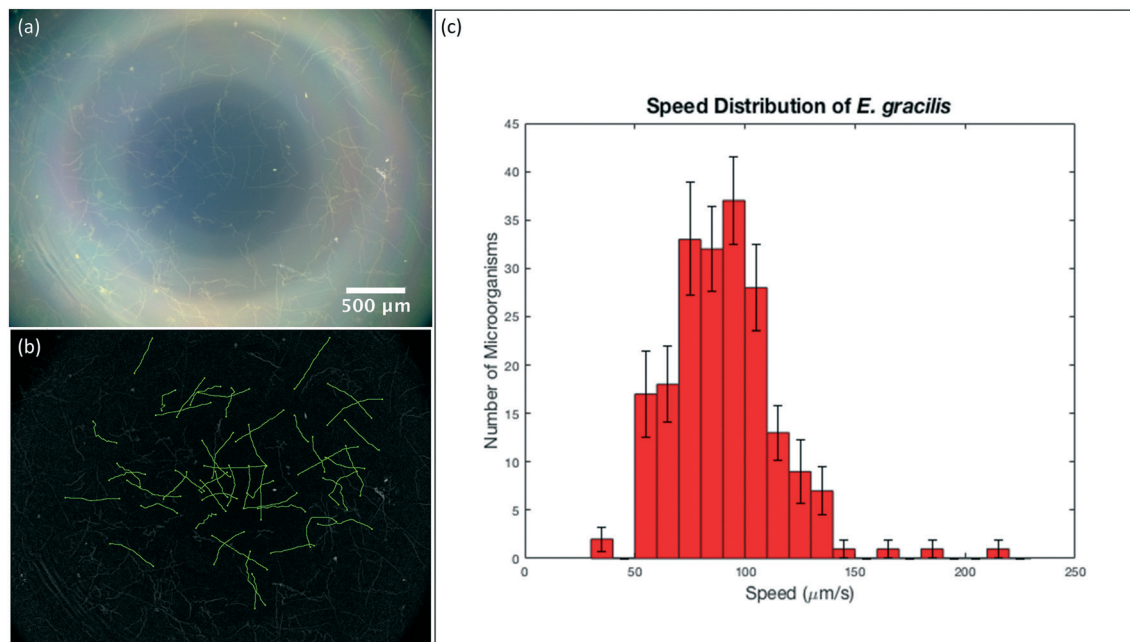 (a)
500 µm
(b)
(c)
Speed Distribution of E. gracilis
Number of Microorganisms
45
40
35
30
25
20
15
10
5
0
0 50 100 150 200 250
Speed (µm/s)